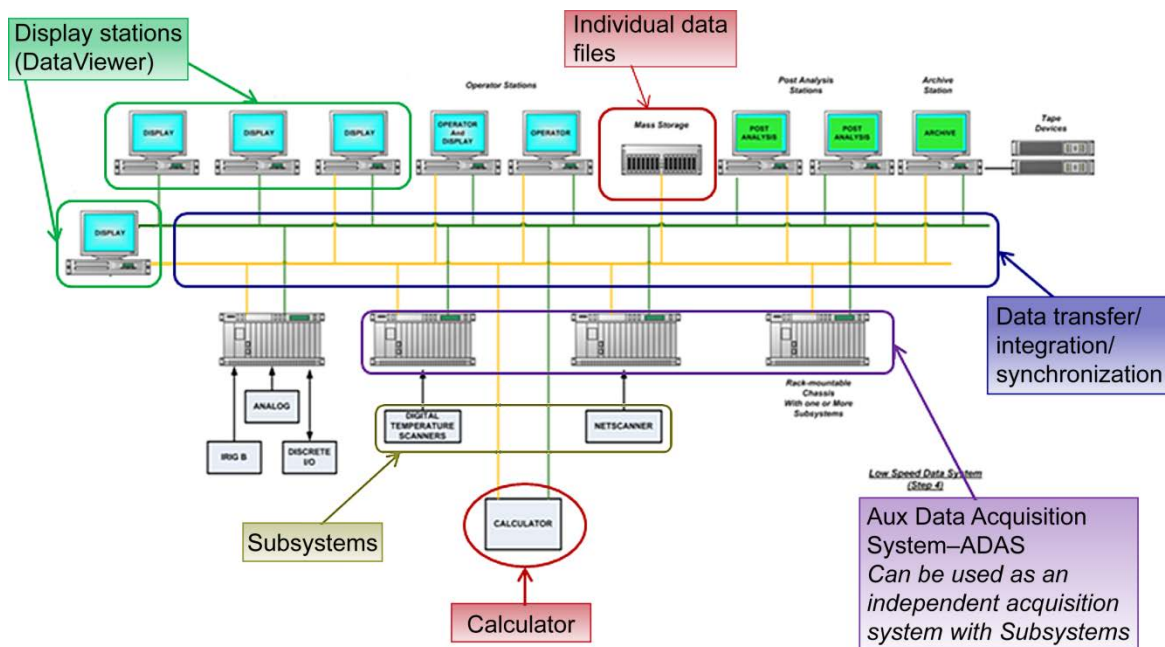 Display stations
(DataViewer)
Individual data
files
Operator Stations
Post Analysis
Stations
Archive
Station
Mass Storage
Tape
Devices
DISPLAY
DISPLAY
DISPLAY
OPERATOR
And
DISPLAY
OPERATOR
POST
ANALYSIS
POST
ANALYSIS
ARCHIVE
DISPLAY
Data transfer/
integration/
synchronization
ANALOG
IRIG B
DISCRETE
I/O
DIGITAL
TEMPERATURE
SCANNERS
NETSCANNER
Rack-mountable
Chassis
With one or More
Subsystems
Low Speed Data System
(Step 4)
Subsystems
CALCULATOR
Calculator
Aux Data Acquisition
System–ADAS
Can be used as an
independent acquisition
system with Subsystems